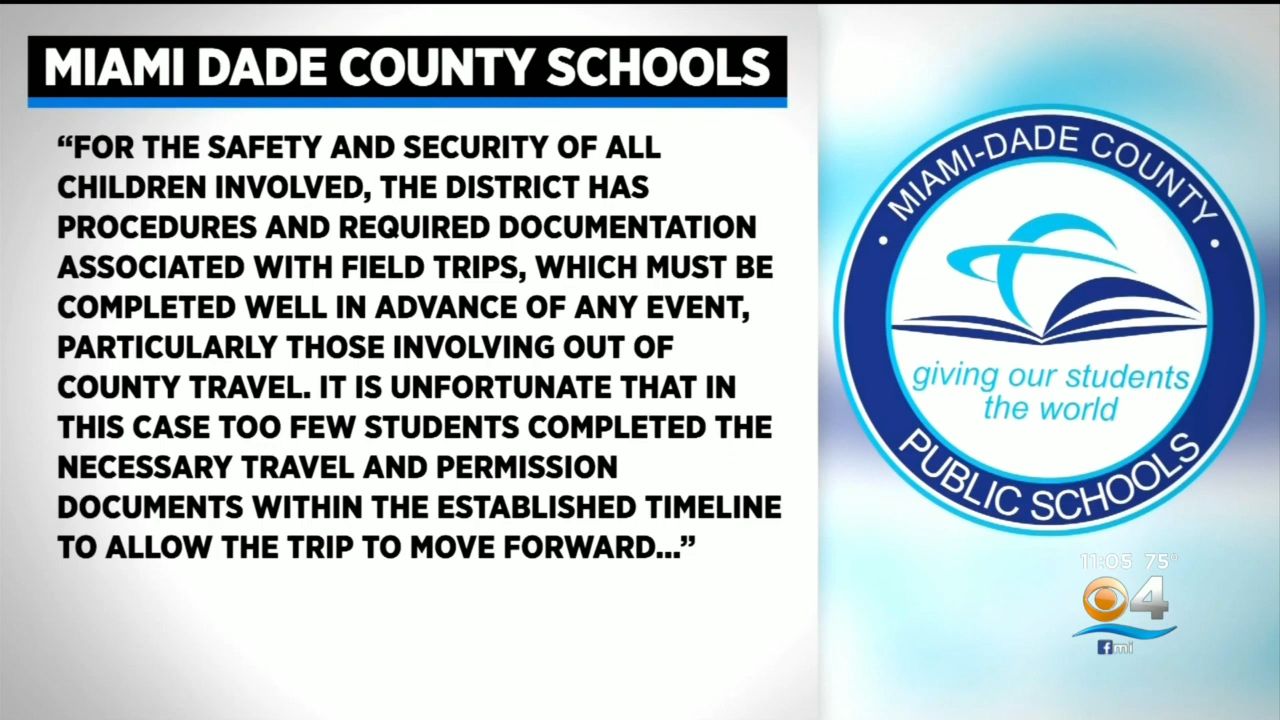 MIAMI DADE COUNTY SCHOOLS
“FOR THE SAFETY AND SECURITY OF ALL
CHILDREN INVOLVED, THE DISTRICT HAS
PROCEDURES AND REQUIRED DOCUMENTATION
ASSOCIATED WITH FIELD TRIPS, WHICH MUST BE
COMPLETED WELL IN ADVANCE OF ANY EVENT,
PARTICULARLY THOSE INVOLVING OUT OF
COUNTY TRAVEL. IT IS UNFORTUNATE THAT IN
THIS CASE TOO FEW STUDENTS COMPLETED THE
NECESSARY TRAVEL AND PERMISSION
DOCUMENTS WITHIN THE ESTABLISHED TIMELINE
TO ALLOW THE TRIP TO MOVE FORWARD...”
MIAMI-DADE COUNTY
giving our students
the world
PUBLIC SCHOOLS
11:05 75°
4
f mi